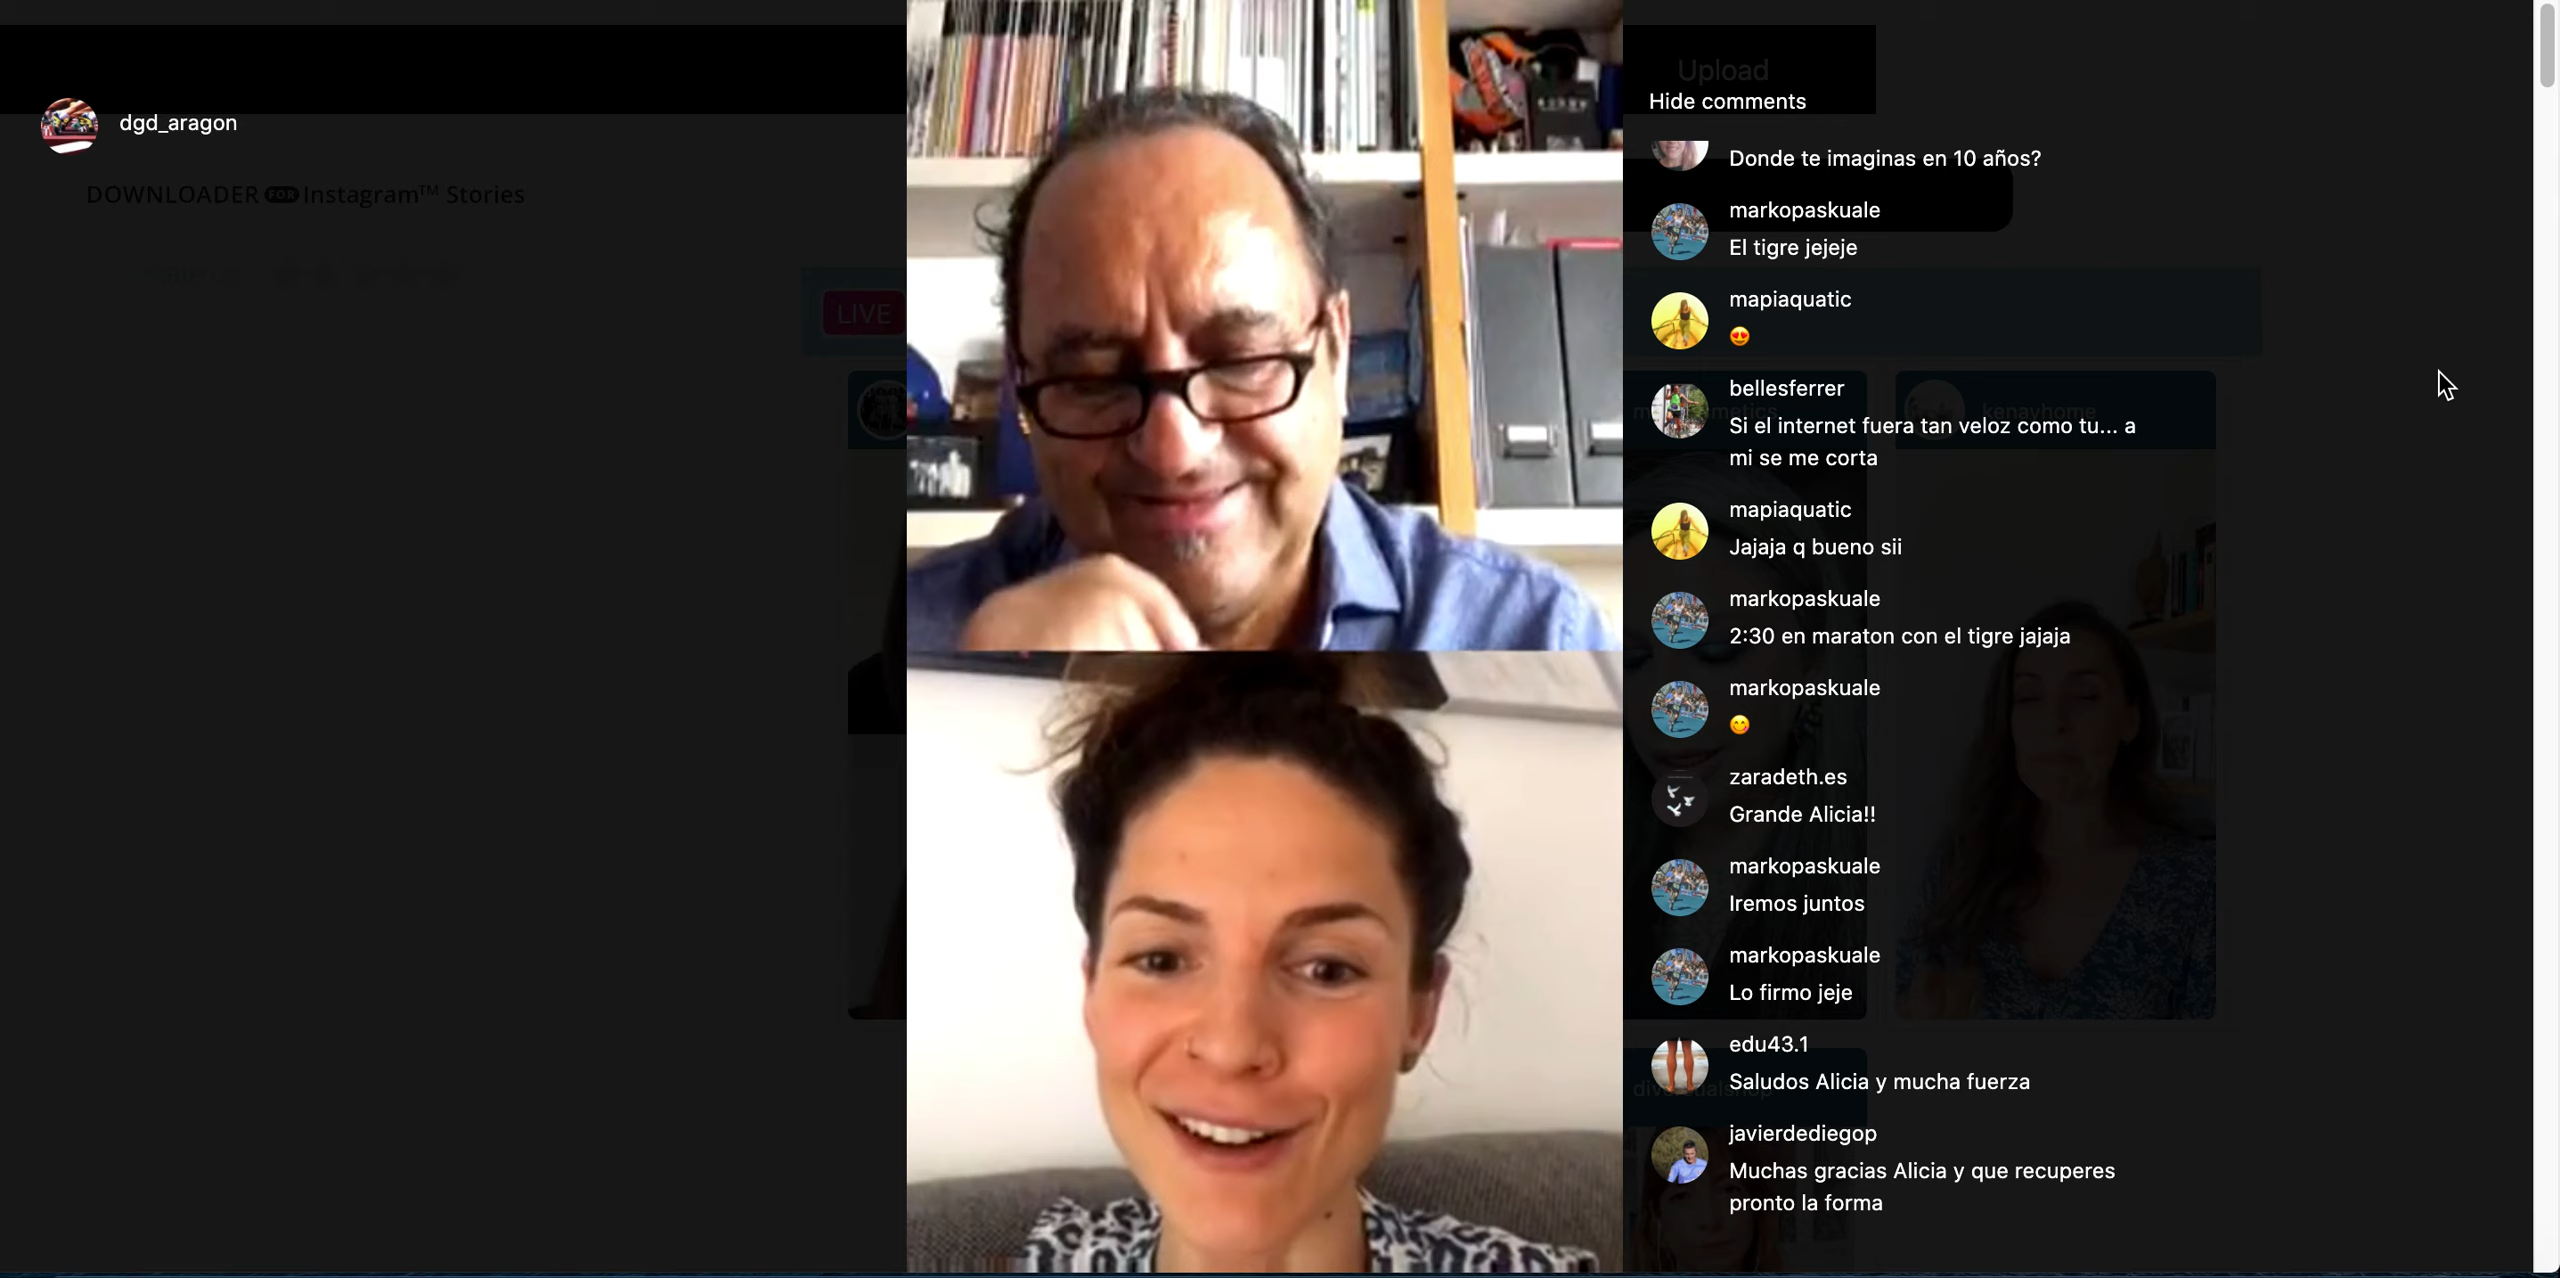 dgd_aragon
DOWNLOADER FOR Instagram™ Stories
LIVE
Upload
Hide comments
Donde te imaginas en 10 años?
markopaskuale
El tigre jejeje
mapiaquatic
😍
kenayhome
bellesferrer
Si el internet fuera tan veloz como tu... a
mi se me corta
mapiaquatic
Jajaja q bueno sii
markopaskuale
2:30 en maraton con el tigre jajaja
markopaskuale
😊
zaradeth.es
Grande Alicia!!
markopaskuale
Iremos juntos
markopaskuale
Lo firmo jeje
edu43.1
Saludos Alicia y mucha fuerza
javierdediegop
Muchas gracias Alicia y que recuperes
pronto la forma